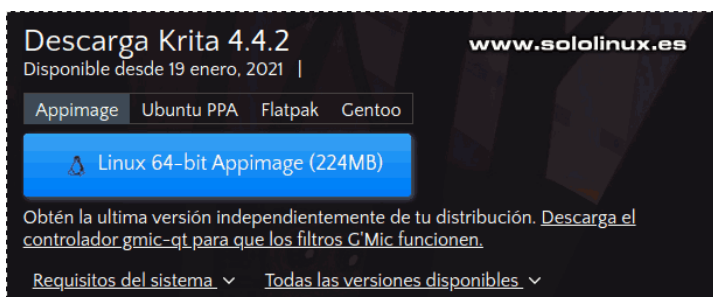 Descarga Krita 4.4.2
www.sololinux.es
Disponible desde 19 enero, 2021 |
Appimage Ubuntu PPA Flatpak Gentoo
Linux 64-bit Appimage (224MB)
Obtén la ultima versión independientemente de tu distribución. Descarga el
controlador gmic-qt para que los filtros G'Mic funcionen.
Requisitos del sistema Todas las versiones disponibles